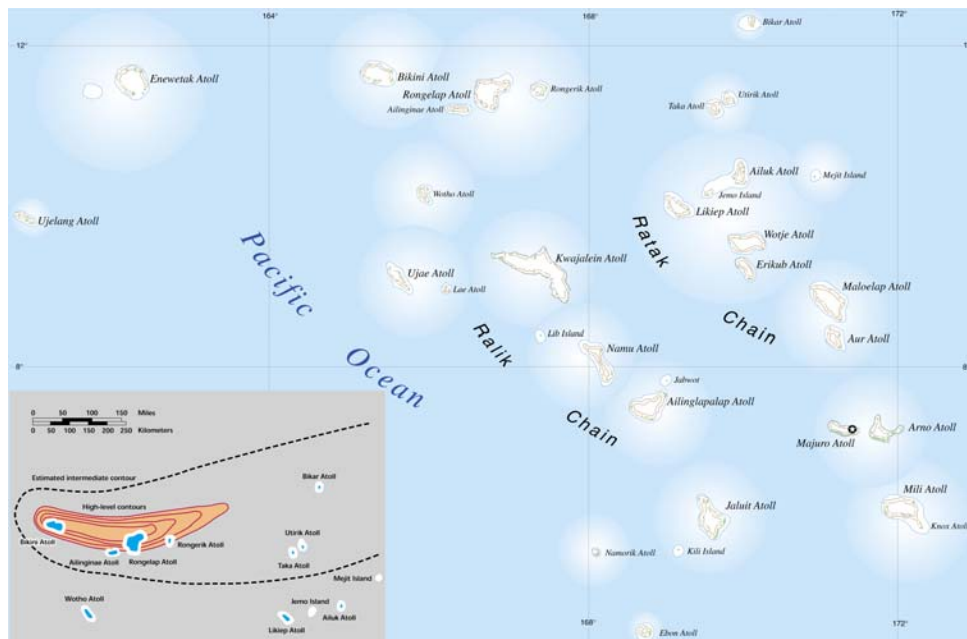 164°
168°
172°
12°
12°
Bikar Atoll
Enewetak Atoll
Bikini Atoll
Rongelap Atoll
Rongerik Atoll
Ailinginae Atoll
Utirik Atoll
Taka Atoll
Ailuk Atoll
Mejit Island
Jemo Island
Wotho Atoll
Likiep Atoll
Ujelang Atoll
Wotje Atoll
Ratak
Erikub Atoll
Kwajalein Atoll
Pacific
Ujae Atoll
Lae Atoll
Maloelap Atoll
Chain
Lib Island
Aur Atoll
Ralik
Namu Atoll
Ocean
8°
8°
Jabwot
Ailinglapalap Atoll
Chain
Majuro Atoll
Arno Atoll
Jaluit Atoll
Mili Atoll
Knox Atoll
Namorik Atoll
Kili Island
Ebon Atoll
168°
172°
0 50 100 150 Miles
0 50 100 150 200 250 Kilometers
Estimated intermediate contour
Bikar Atoll
High-level contours
Bikini Atoll
Ailinginae Atoll
Rongelap Atoll
Rongerik Atoll
Utirik Atoll
Taka Atoll
Mejit Island
Wotho Atoll
Jemo Island
Likiep Atoll
Ailuk Atoll